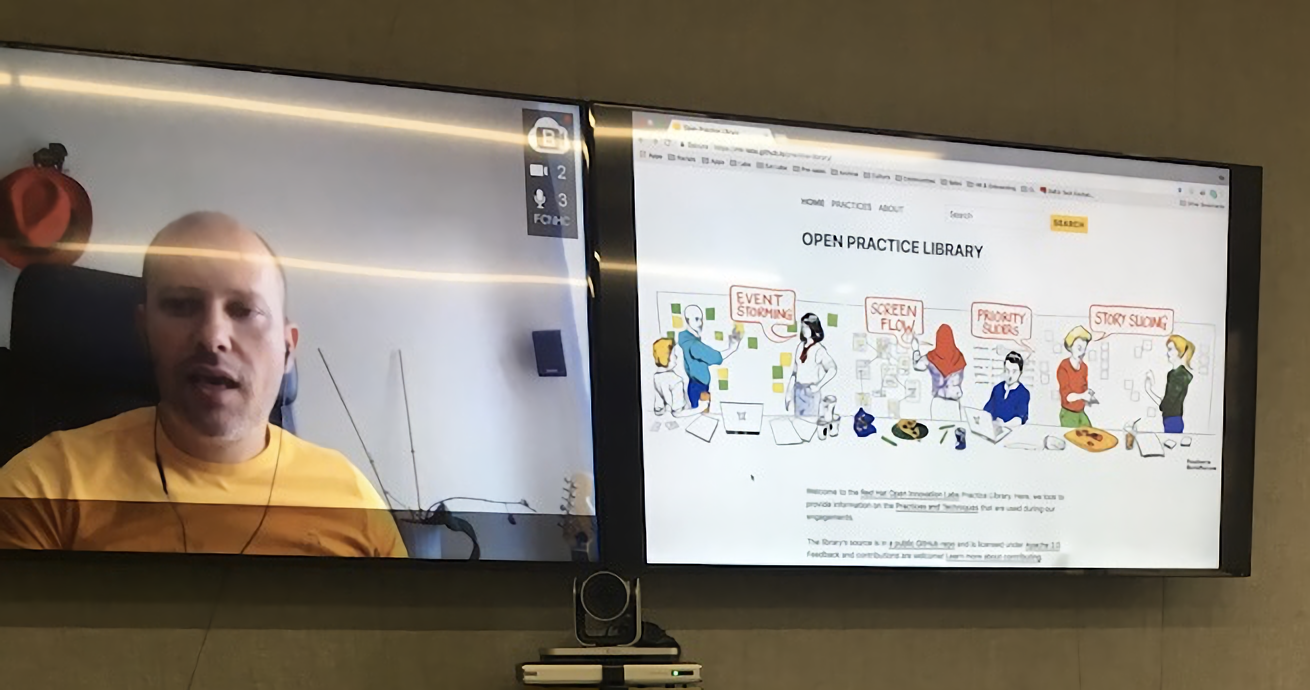 B
2
3
Open Practice Library
Apps
HOME PRACTICES ABOUT
Search
SEARCH
OPEN PRACTICE LIBRARY
EVENT
STORMING
SCREEN
FLOW
PRIORITY
SLIDERS
STORY SLICING
Welcome to the Red Hat Open Innovation Labs Practice Library. Here, we look to
provide information on the Practices and Techniques that are used during our
engagements.
The library's source is in a public GitHub repo and is licensed under Apache 2.0
Feedback and contributions are welcome! Learn more about contributing